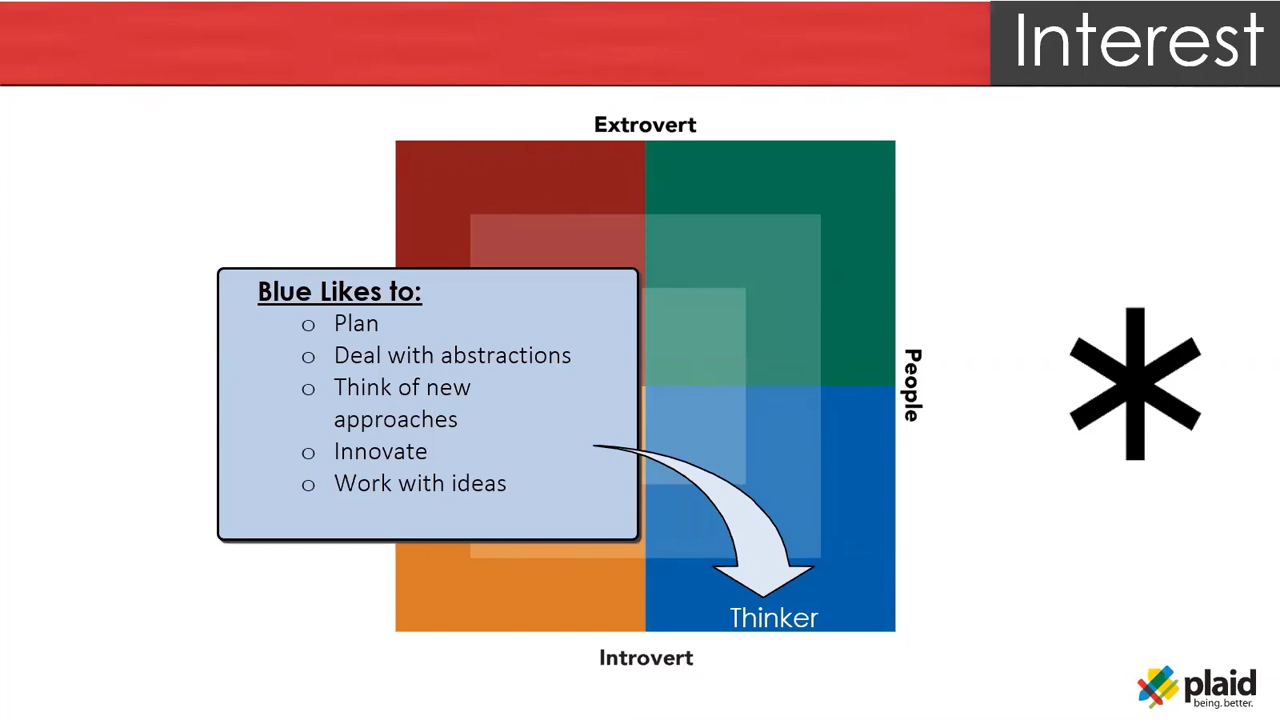 Interest
Extrovert
Blue Likes to:
o Plan
o Deal with abstractions
o Think of new
approaches
o Innovate
o Work with ideas
People
*
Thinker
Introvert
plaid
being. better.